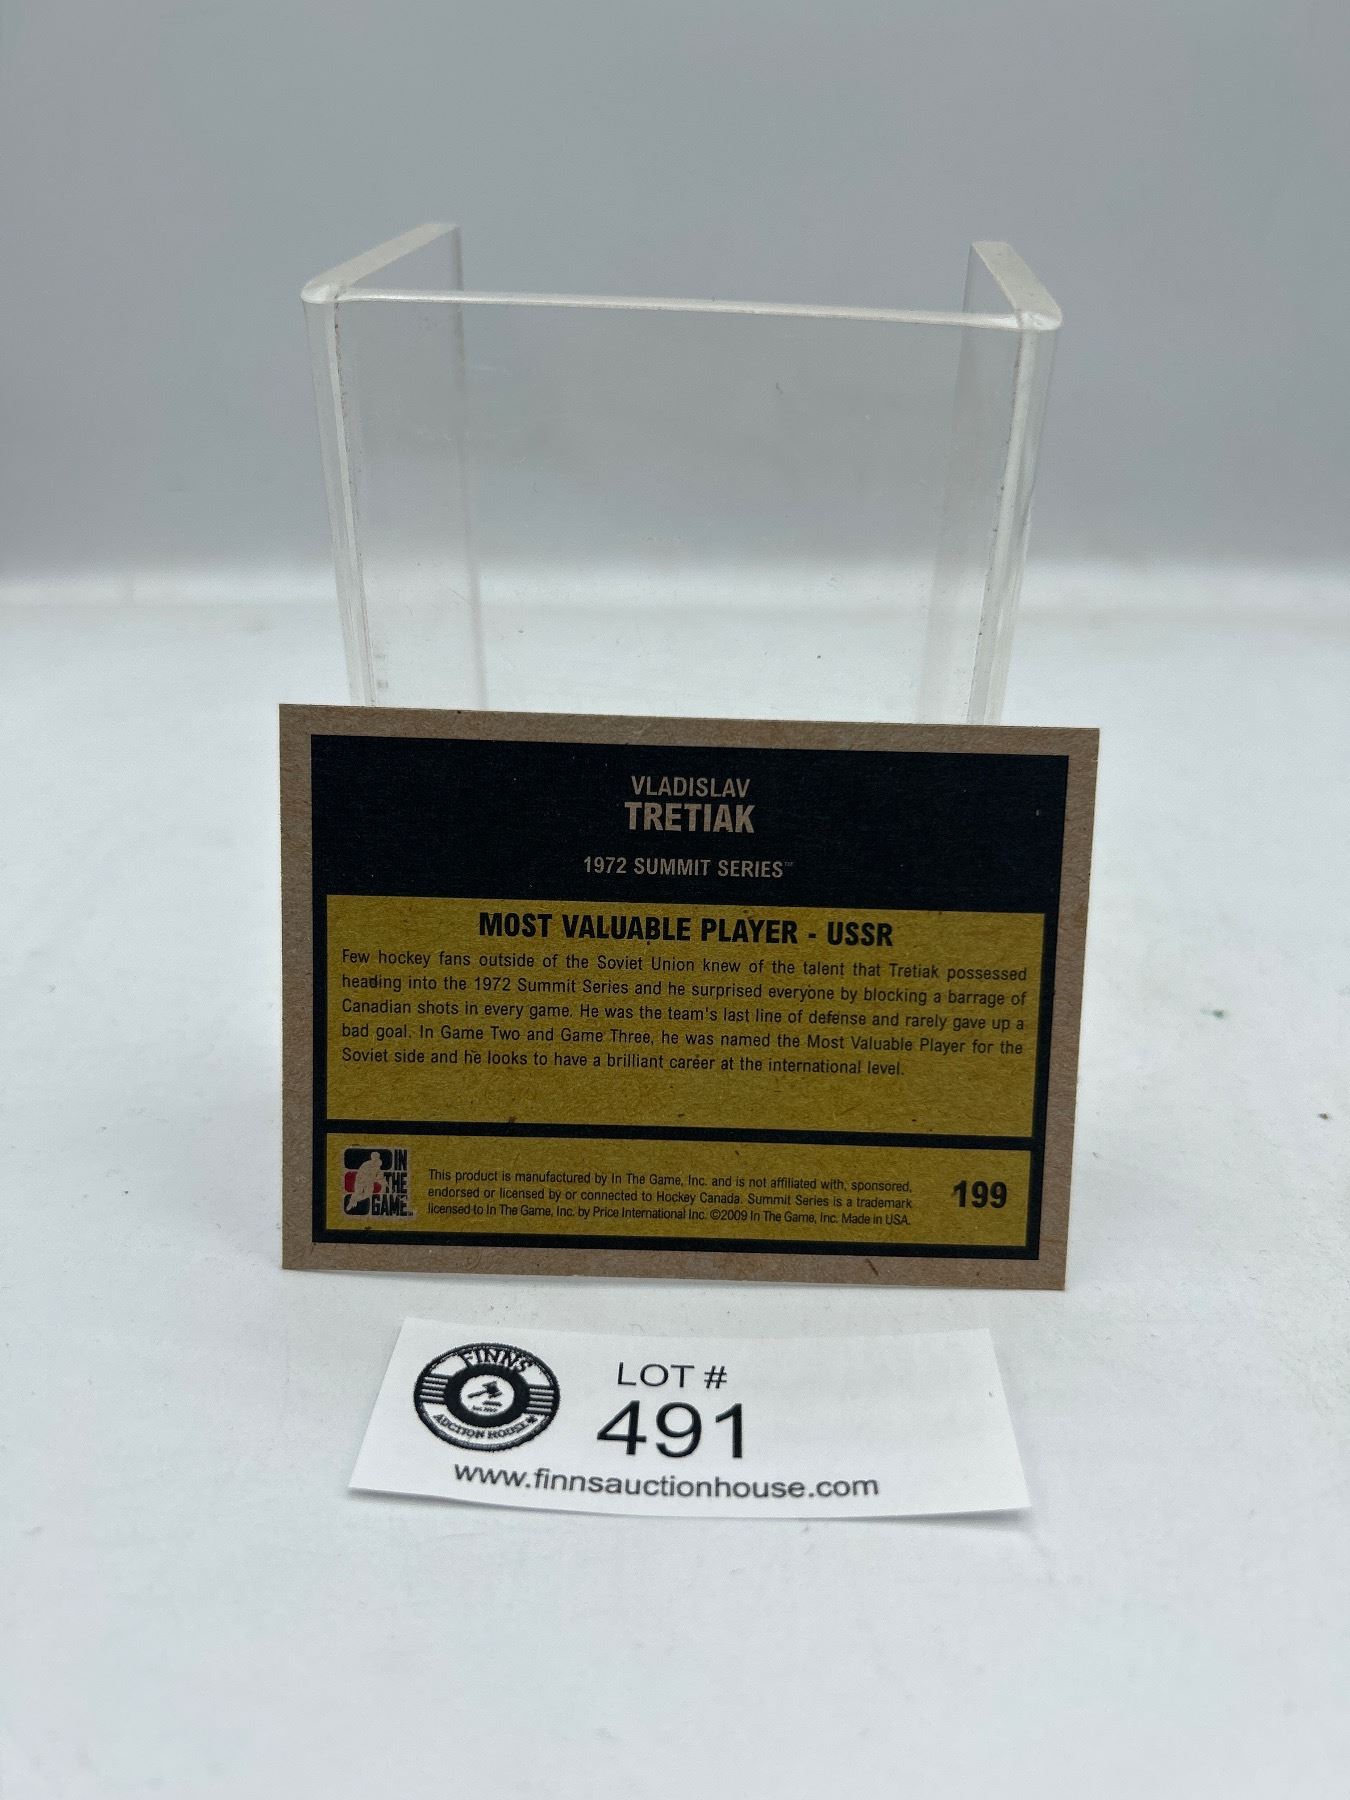 VLADISLAV
TRETIAK
1972 SUMMIT SERIES™
MOST VALUABLE PLAYER - USSR
Few hockey fans outside of the Soviet Union knew of the talent that Tretiak possessed
heading into the 1972 Summit Series and he surprised everyone by blocking a barrage of
Canadian shots in every game. He was the team's last line of defense and rarely gave up a
bad goal. In Game Two and Game Three, he was named the Most Valuable Player for the
Soviet side and he looks to have a brilliant career at the international level.
IN
THE
GAME
This product is manufactured by In The Game, Inc. and is not affiliated with, sponsored,
endorsed or licensed by or connected to Hockey Canada. Summit Series is a trademark
licensed to In The Game, Inc. by Price International Inc. ©2009 In The Game, Inc. Made in USA.
199
FINNS
AUCTION HOUSE
LOT #
491
www.finnsauctionhouse.com